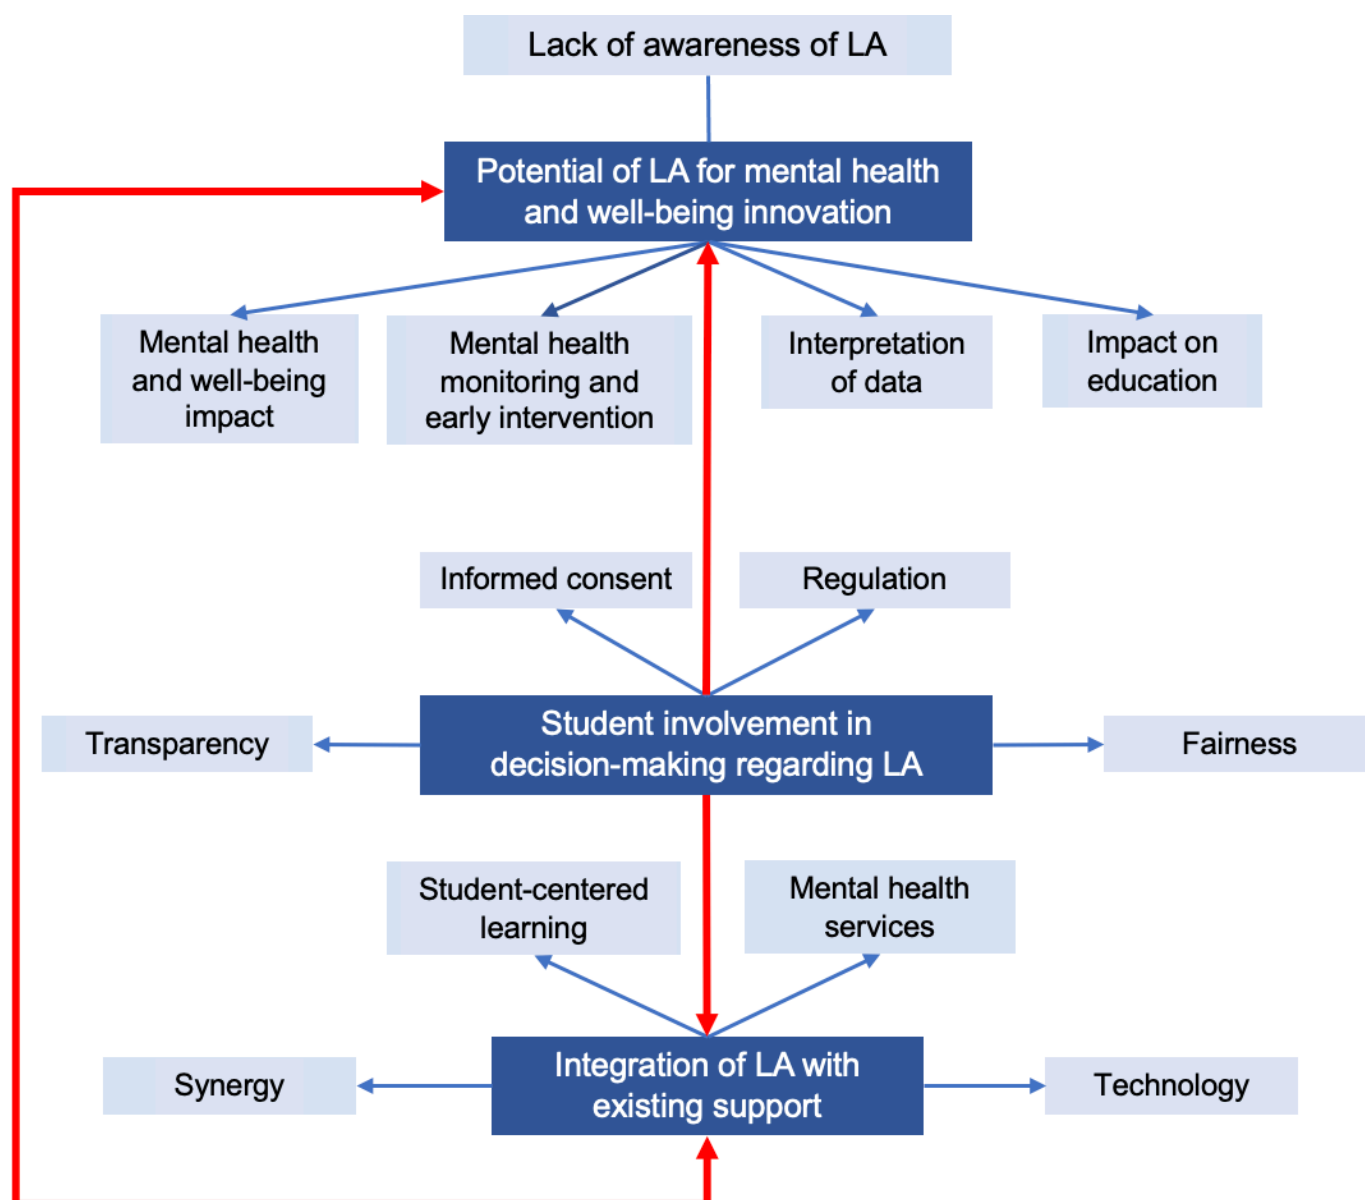 Lack of awareness of LA
Potential of LA for mental health
and well-being innovation
Mental health
and well-being
impact
Mental health
monitoring and
early intervention
Interpretation
of data
Impact on
education
Informed consent
Regulation
Transparency
Student involvement in
decision-making regarding LA
Fairness
Student-centered
learning
Mental health
services
Synergy
Integration of LA with
existing support
Technology